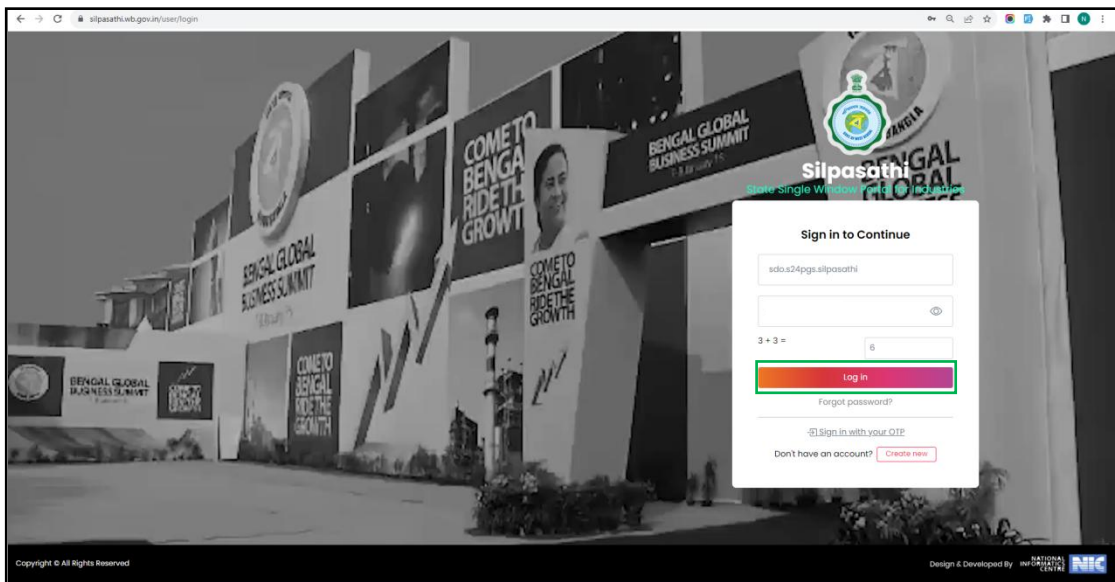 silpasathi.wb.gov.in/user/login
COME TO
BENGAL
RIDE THE
GROWTH
BENGAL GLOBAL
BUSINESS SUMMIT
BENGAL
GLOBAL
Silpasathi
State Single Window Portal for Industries
Sign in to Continue
sdo.s24pgs.silpasathi
3 + 3 =
6
Log in
Forgot password?
Sign in with your OTP
Don't have an account? Create new
BENGAL GLOBAL
BUSINESS SUMMIT
COME TO
BENGAL
RIDE THE
GROWTH
BENGAL GLOBAL
BUSINESS SUMMIT
COME TO
BENGAL
RIDE THE
GROWTH
Copyright © All Rights Reserved
Design & Developed By
NATIONAL
INFORMATICS
CENTRE
NIC